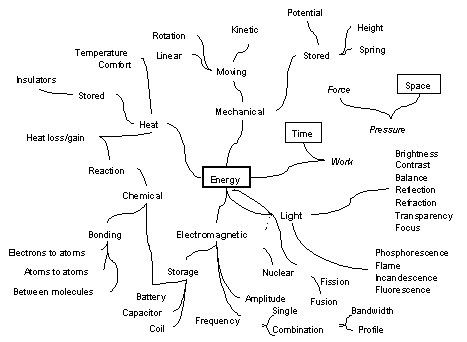 Potential
Kinetic
Rotation
Height
Temperature
Comfort
Linear
Stored
Spring
Moving
Insulators
Stored
Force
Space
Mechanical
Heat
Pressure
Time
Heat loss/gain
Work
Brightness
Contrast
Balance
Reflection
Refraction
Transparency
Focus
Reaction
Energy
Chemical
Light
Bonding
Electromagnetic
Electrons to atoms
Phosphorescence
Flame
Incandescence
Fluorescence
Atoms to atoms
Storage
Nuclear
Fission
Between molecules
Battery
Amplitude
Fusion
Capacitor
Frequency
Single
Bandwidth
Coil
Combination
Profile